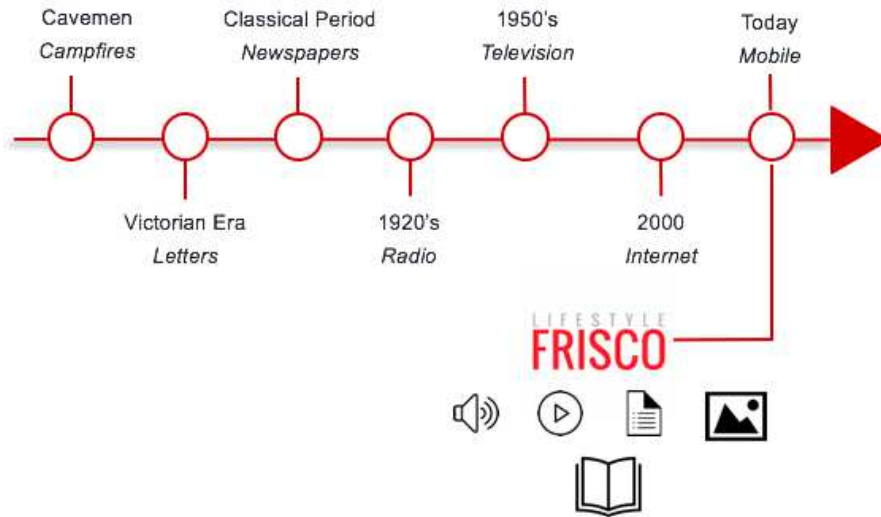 Cavemen
Campfires
Classical Period
Newspapers
1950's
Television
Today
Mobile
Victorian Era
Letters
1920's
Radio
2000
Internet
LIFESTYLE
FRISCO